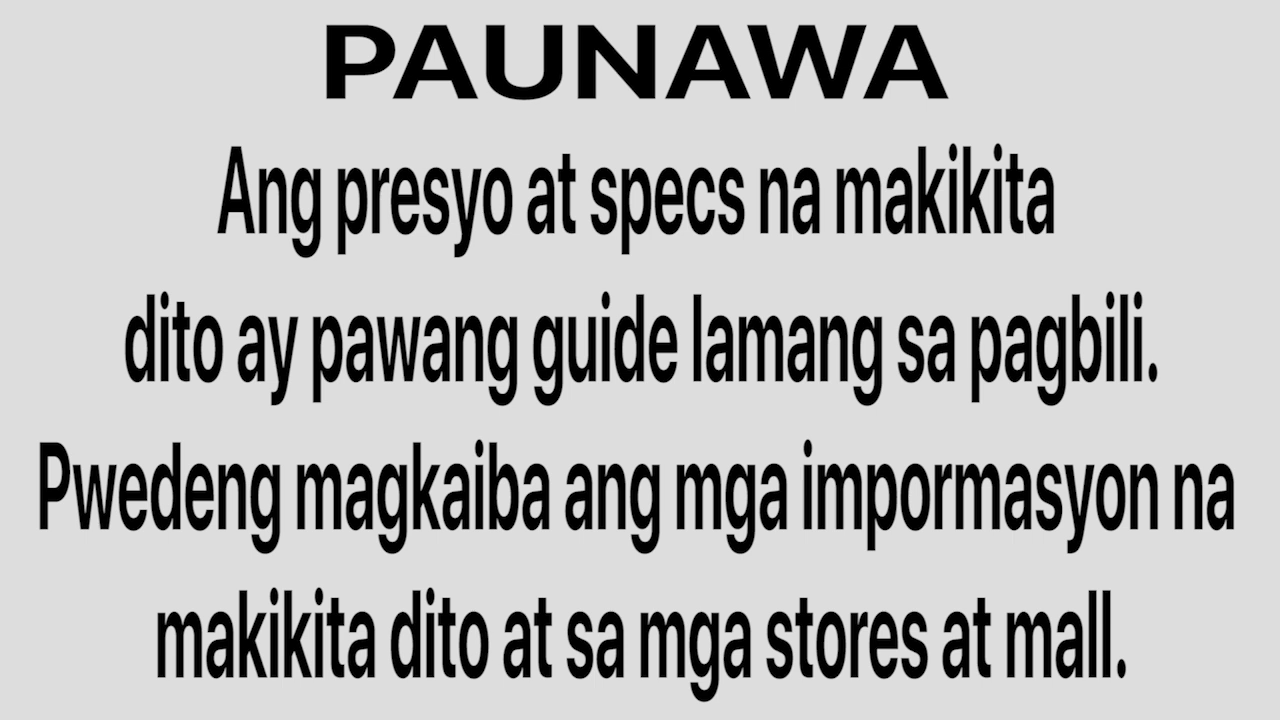 PAUNAWA
Ang presyo at specs na makikita
dito ay pawang guide lamang sa pagbili.
Pwedeng magkaiba ang mga impormasyon na
makikita dito at sa mga stores at mall.